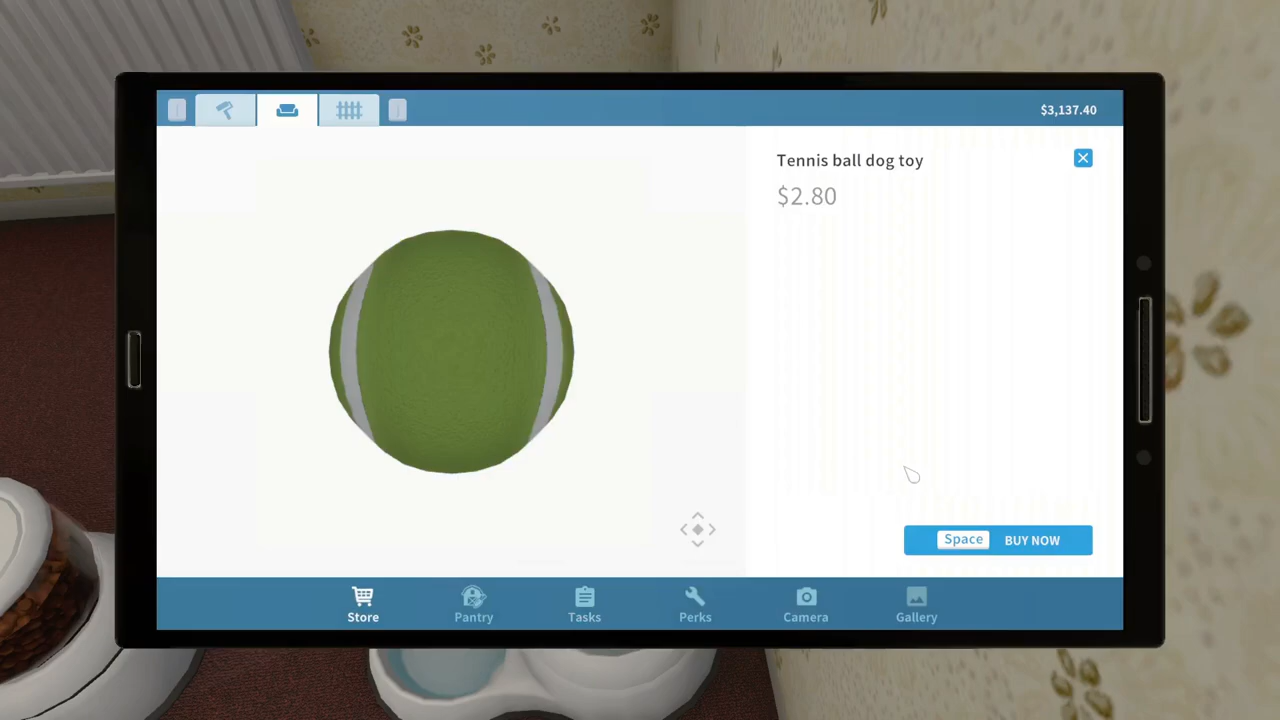 $3,137.40
Tennis ball dog toy
$2.80
Space BUY NOW
Store Pantry Tasks Perks Camera Gallery